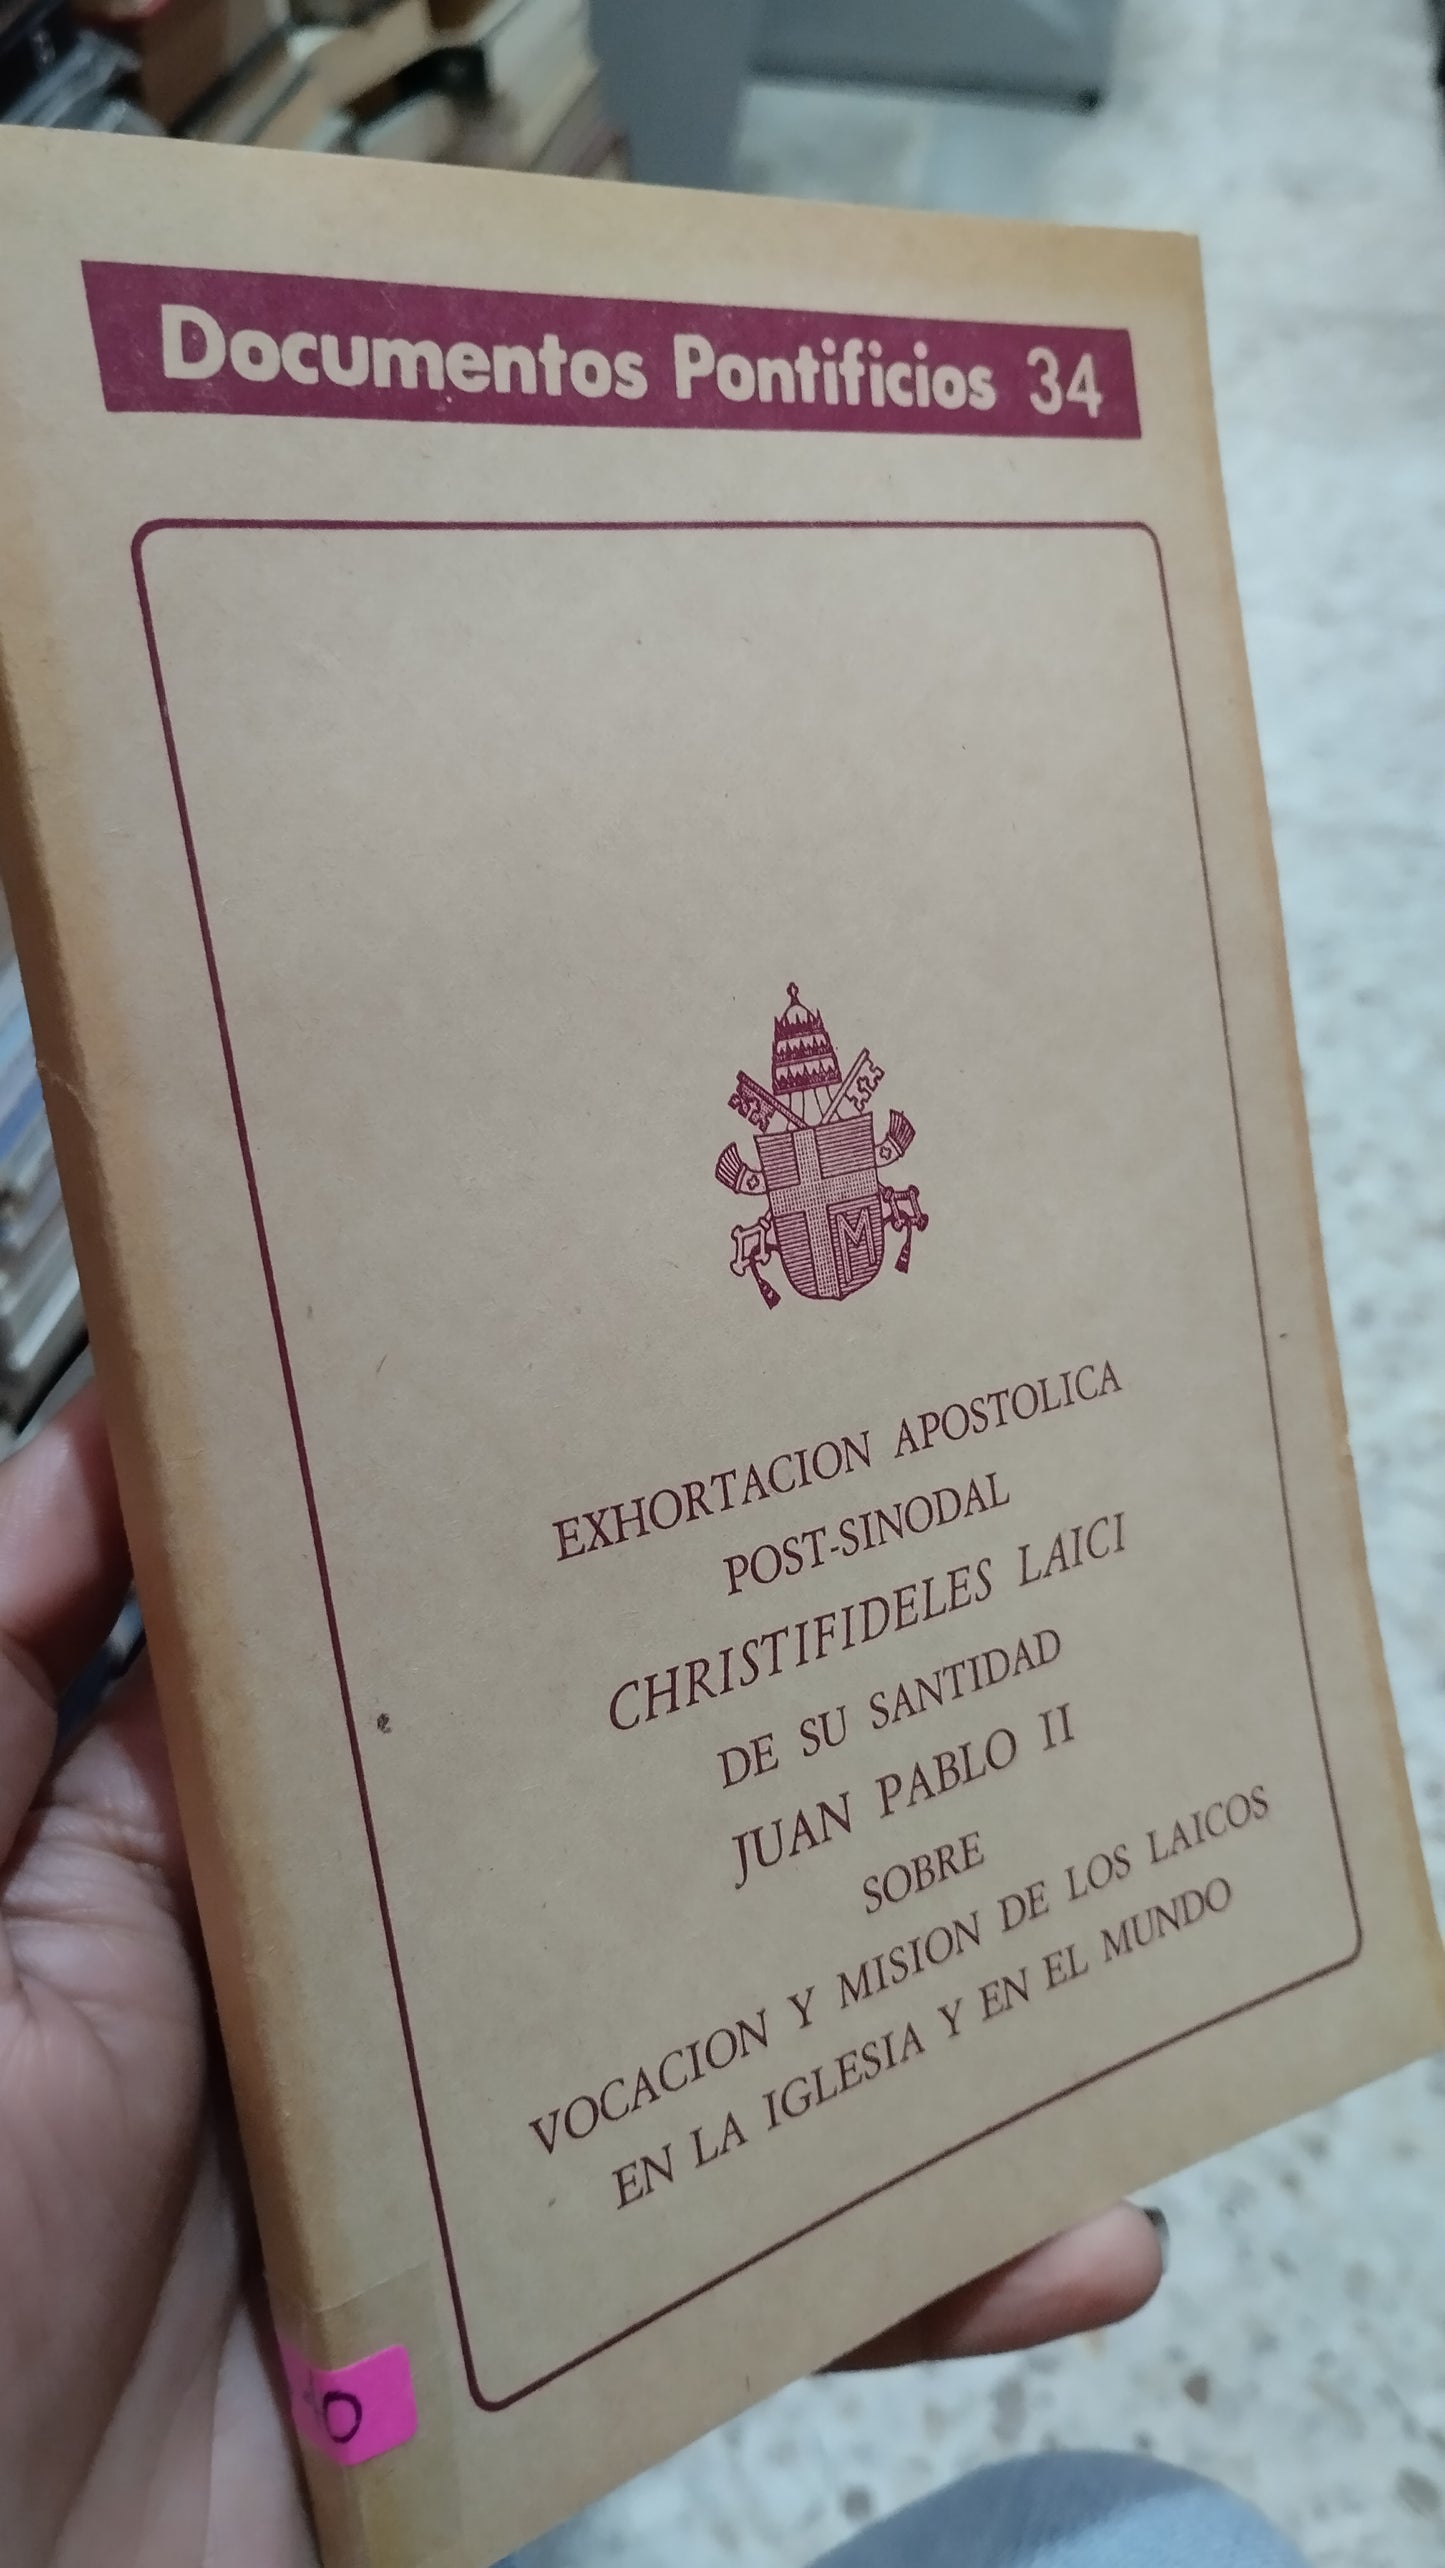 Documentos Pontificios 34
M
EXHORTACION APOSTOLICA
POST-SINODAL
CHRISTIFIDELES LAICI
DE SU SANTIDAD
JUAN PABLO II
SOBRE
VOCACION Y MISION DE LOS LAICOS
EN LA IGLESIA Y EN EL MUNDO